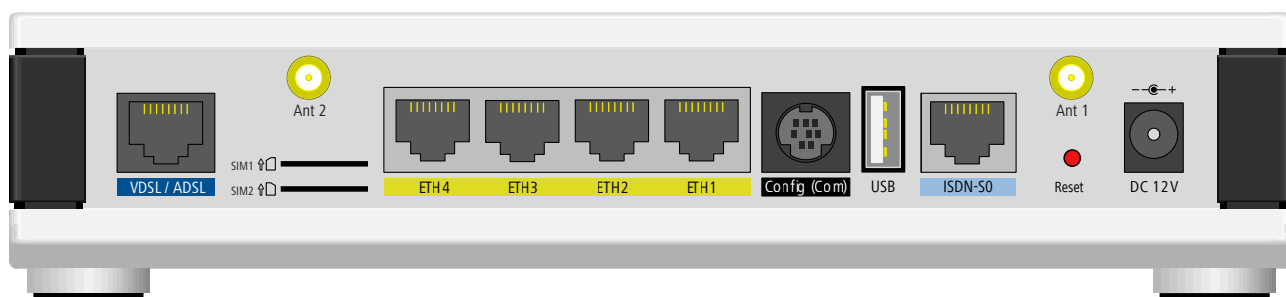 Ant 2
Ant 1
SIM1
SIM2
VDSL / ADSL
ETH4
ETH3
ETH2
ETH1
Config (Com)
USB
ISDN-S0
Reset
DC 12V